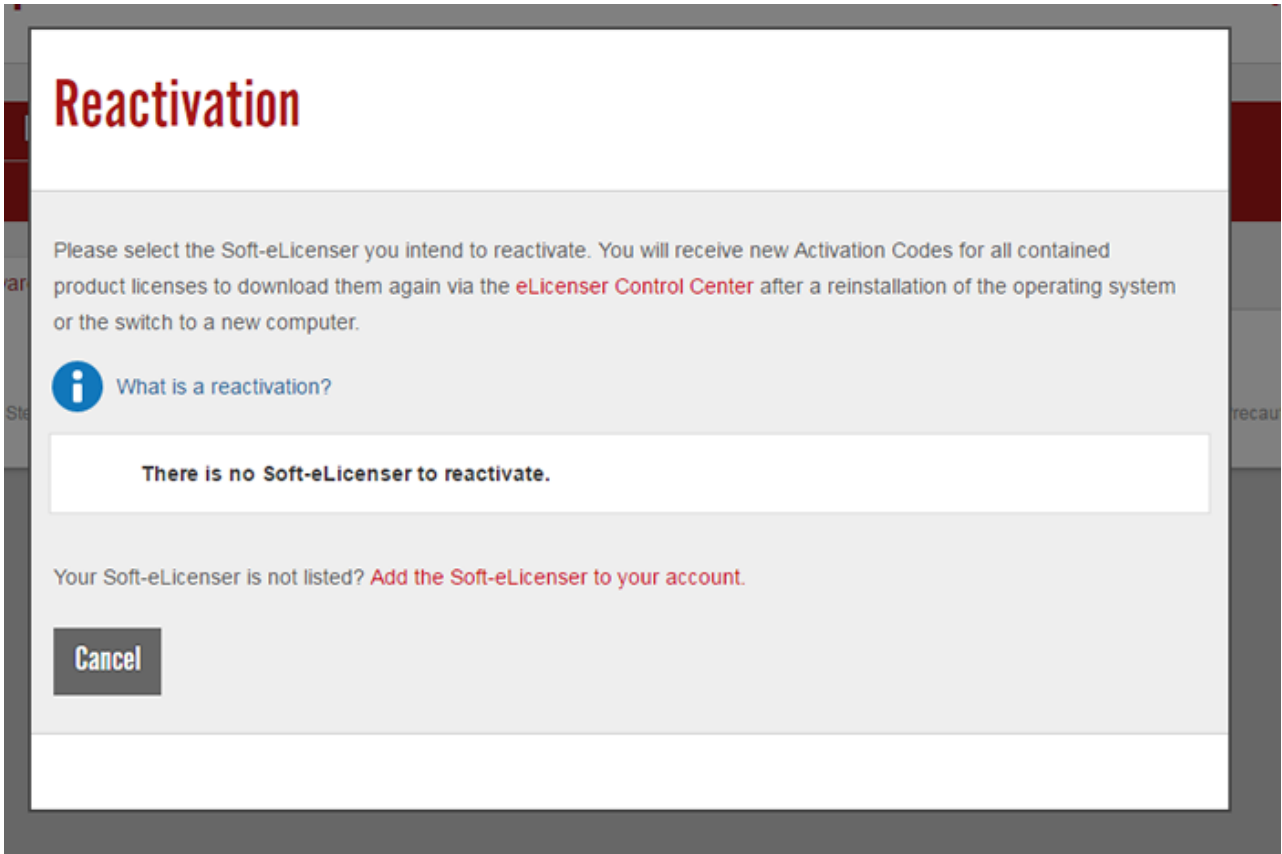 Reactivation
Please select the Soft-eLicenser you intend to reactivate. You will receive new Activation Codes for all contained
product licenses to download them again via the eLicenser Control Center after a reinstallation of the operating system
or the switch to a new computer.
What is a reactivation?
There is no Soft-eLicenser to reactivate.
Your Soft-eLicenser is not listed? Add the Soft-eLicenser to your account.
Cancel